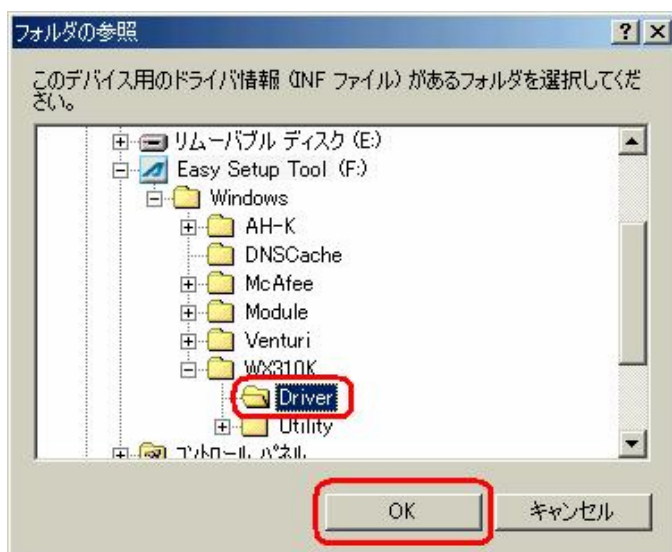 フォルダの参照
このデバイス用のドライバ情報 (INF ファイル) があるフォルダを選択してくだ
さい。
リムーバブル ディスク (E:)
Easy Setup Tool (F:)
Windows
AH-K
DNSCache
McAfee
Module
Venturi
WX310K
Driver
Utility
コントロール パネル
OK
キャンセル